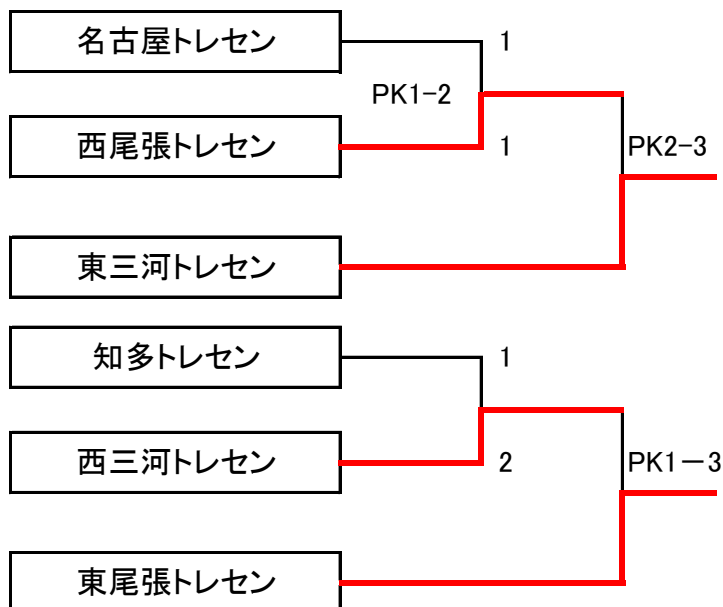 名古屋トレセン
1
PK1-2
西尾張トレセン
1
PK2-3
東三河トレセン
知多トレセン
1
西三河トレセン
2
PK1－3
東尾張トレセン